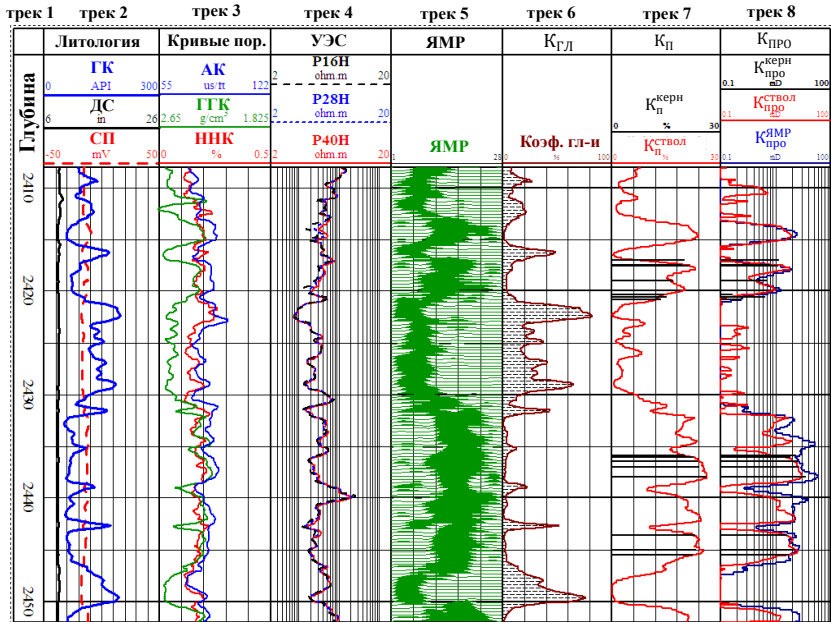 трек 1 трек 2 трек 3 трек 4 трек 5 трек 6 трек 7 трек 8
Глубина
Литология
ГК
0 API 300
ДС
6 in 26
СП
-50 mV 50
Кривые пор.
АК
55 us/ft 122
ГГК
2.65 g/cm³ 1.825
ННК
0 % 0.5
УЭС
P16H
2 ohm.m 20
P28H
2 ohm.m 20
P40H
2 ohm.m 20
ЯМР
ЯМР
1 28
КГЛ
Коэф. гл-и
0 % 100
КП
Кпкерн
0 % 30
Кпствол
0 % 30
КПРО
Кпрокерн
0.1 mD 100
Кпроствол
0.1 mD 100
КпроЯМР
0.1 mD 100
2410
2420
2430
2440
2450